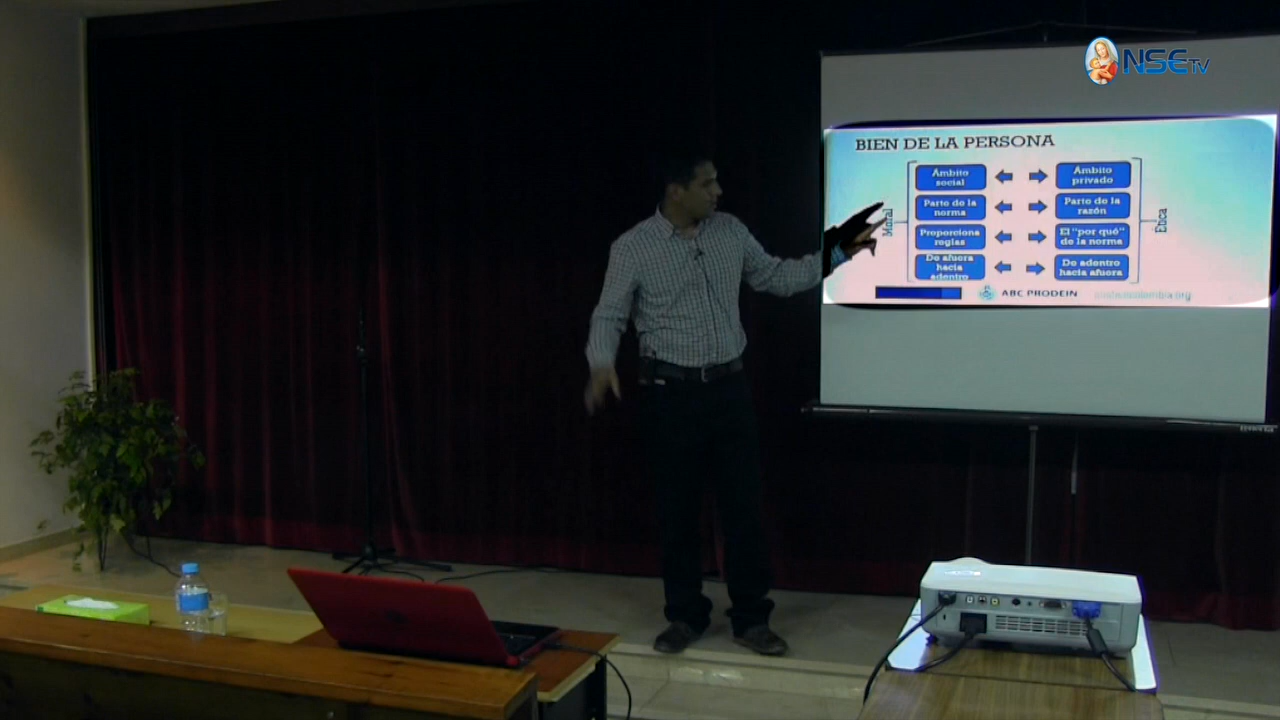 NSETV
BIEN DE LA PERSONA
Moral
Ámbito
social
Ámbito
privado
Parte de la
norma
Parte de la
razón
Proporciona
reglas
El "por qué"
de la norma
De afuera
hacia
adentro
De adentro
hacia afuera
Ética
ABC PRODEIN